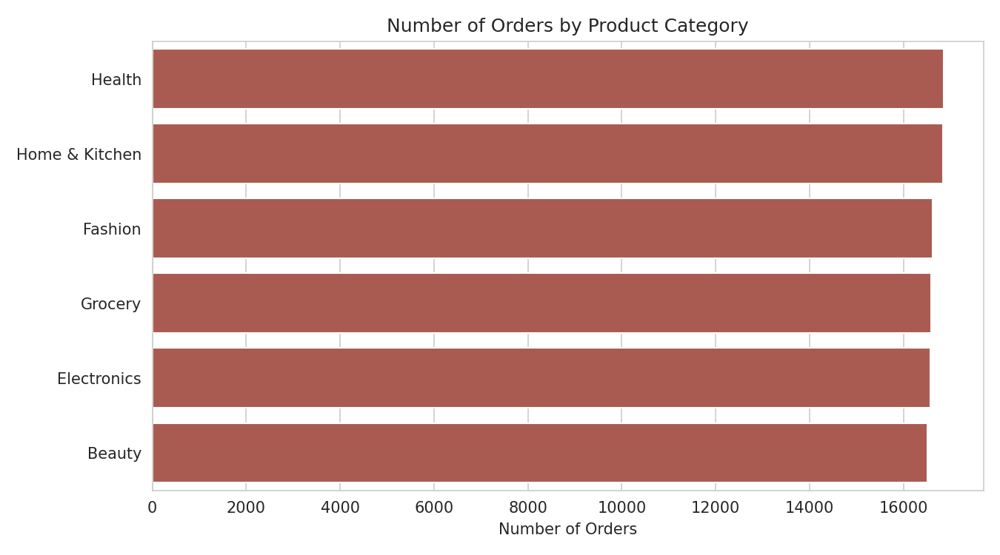 Number of Orders by Product Category
Health
Home & Kitchen
Fashion
Grocery
Electronics
Beauty
0 2000 4000 6000 8000 10000 12000 14000 16000
Number of Orders